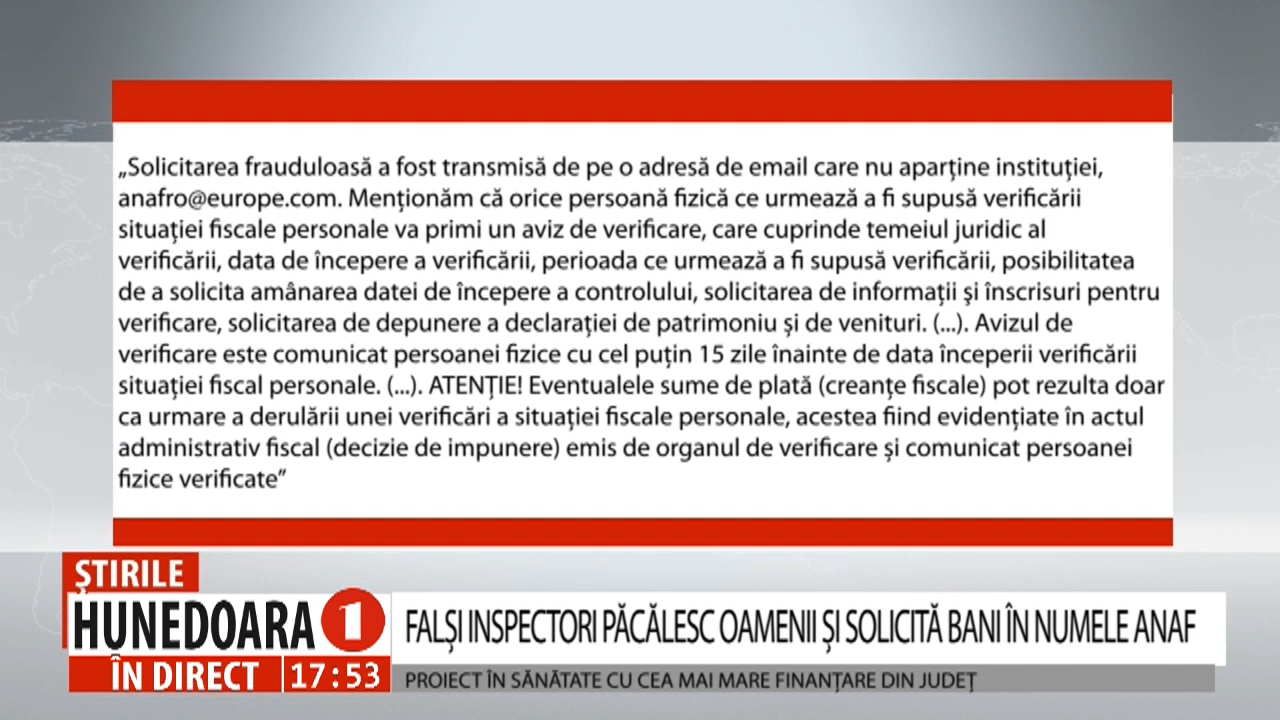 „Solicitarea frauduloasă a fost transmisă de pe o adresă de email care nu aparține instituției,
anafro@europe.com. Menționăm că orice persoană fizică ce urmează a fi supusă verificării
situației fiscale personale va primi un aviz de verificare, care cuprinde temeiul juridic al
verificării, data de începere a verificării, perioada ce urmează a fi supusă verificării, posibilitatea
de a solicita amânarea datei de începere a controlului, solicitarea de informații și înscrisuri pentru
verificare, solicitarea de depunere a declarației de patrimoniu și de venituri. (...). Avizul de
verificare este comunicat persoanei fizice cu cel puțin 15 zile înainte de data începerii verificării
situației fiscal personale. (...). ATENȚIE! Eventualele sume de plată (creanțe fiscale) pot rezulta doar
ca urmare a derulării unei verificări a situației fiscale personale, acestea fiind evidențiate în actul
administrativ fiscal (decizie de impunere) emis de organul de verificare și comunicat persoanei
fizice verificate”
ȘTIRILE
HUNEDOARA 1
ÎN DIRECT 17:53
FALȘI INSPECTORI PĂCĂLESC OAMENII ȘI SOLICITĂ BANI ÎN NUMELE ANAF
PROIECT ÎN SĂNĂTATE CU CEA MAI MARE FINANȚARE DIN JUDEȚ